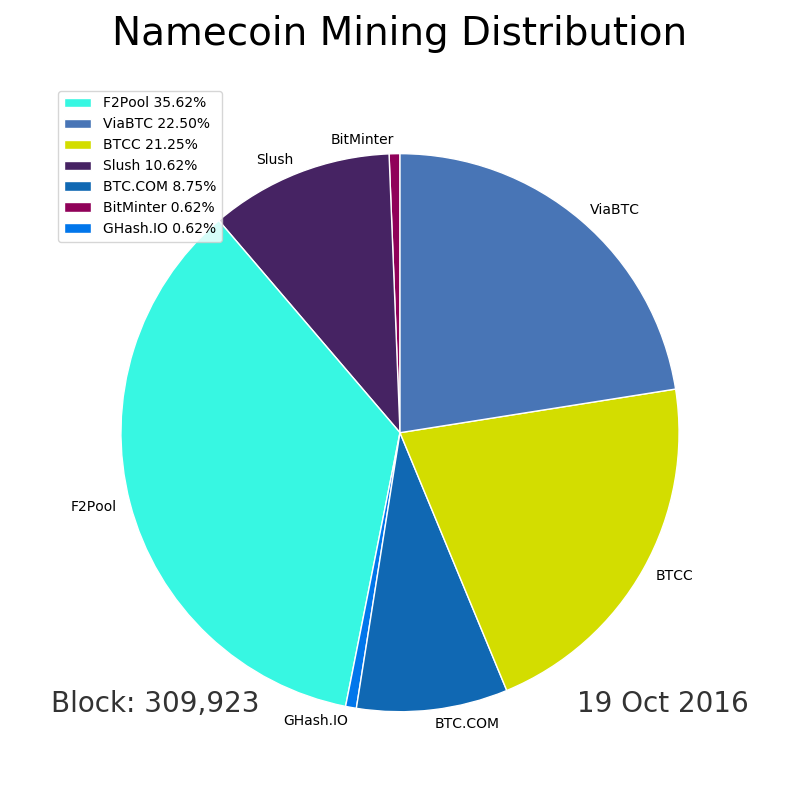 Namecoin Mining Distribution
F2Pool 35.62%
ViaBTC 22.50%
BTCC 21.25%
Slush 10.62%
BTC.COM 8.75%
BitMinter 0.62%
GHash.IO 0.62%
BitMinter
Slush
ViaBTC
F2Pool
BTCC
GHash.IO
BTC.COM
Block: 309,923
19 Oct 2016